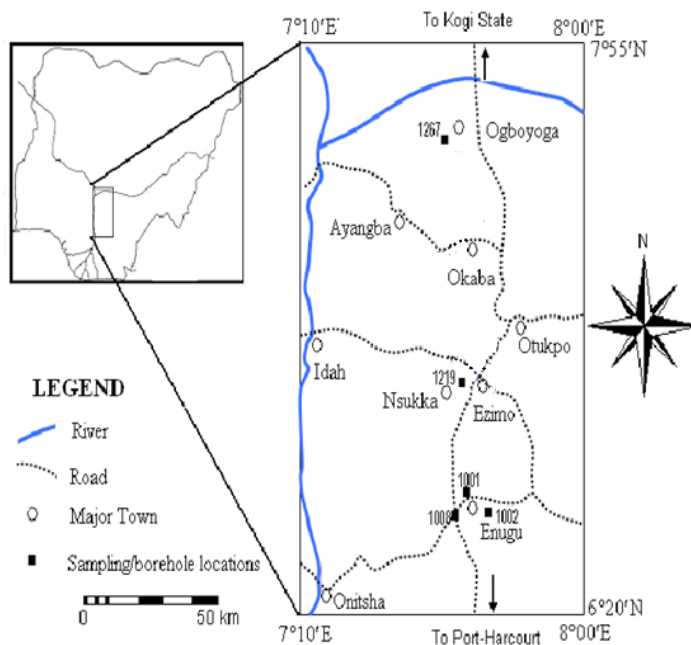 To Kogi State
7°10′E
8°00′E
7°55′N
1267
Ogboyoga
Ayangba
Okaba
N
Otukpo
Idah
1219
Nsukka
Ezimo
LEGEND
River
Road
Major Town
Sampling/borehole locations
0 50 km
1001
1008
1002
Enugu
Onitsha
6°20′N
7°10′E
8°00′E
To Port-Harcourt